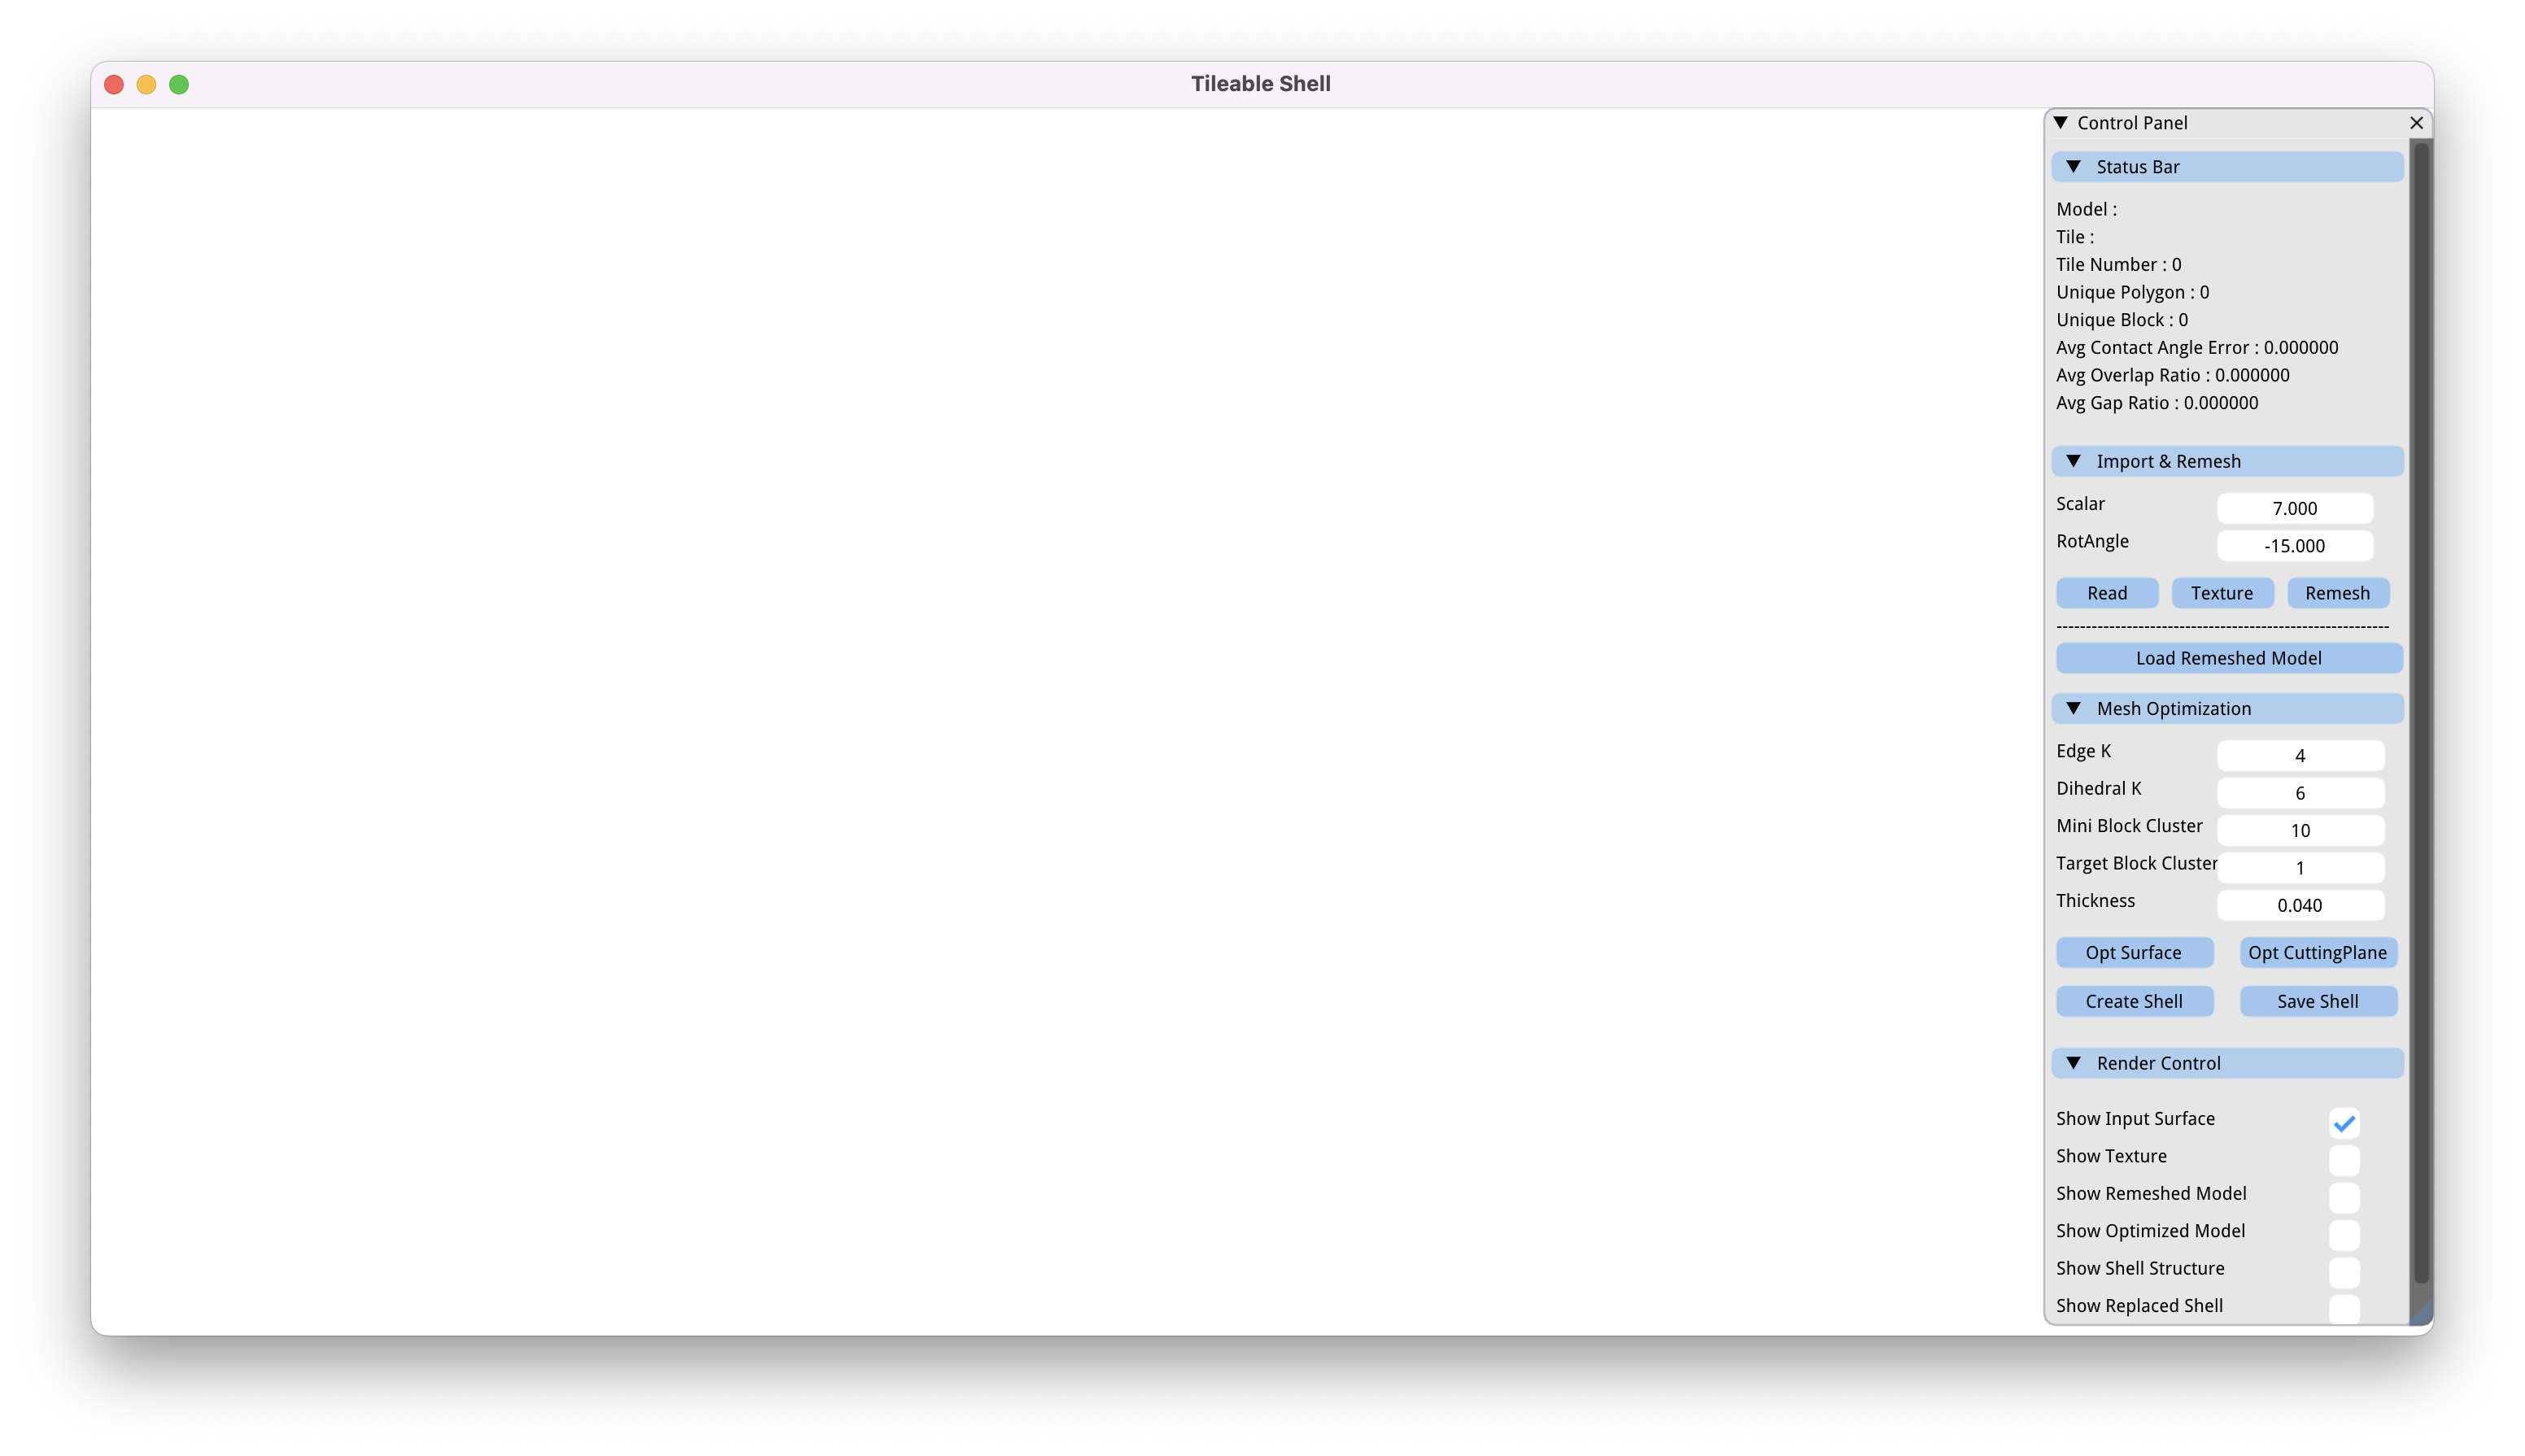 Tileable Shell
Control Panel
Status Bar
Model :
Tile :
Tile Number : 0
Unique Polygon : 0
Unique Block : 0
Avg Contact Angle Error : 0.000000
Avg Overlap Ratio : 0.000000
Avg Gap Ratio : 0.000000
Import & Remesh
Scalar 7.000
RotAngle -15.000
Read Texture Remesh
---------------------------------------------------------
Load Remeshed Model
Mesh Optimization
Edge K 4
Dihedral K 6
Mini Block Cluster 10
Target Block Cluster 1
Thickness 0.040
Opt Surface Opt CuttingPlane
Create Shell Save Shell
Render Control
Show Input Surface
Show Texture
Show Remeshed Model
Show Optimized Model
Show Shell Structure
Show Replaced Shell